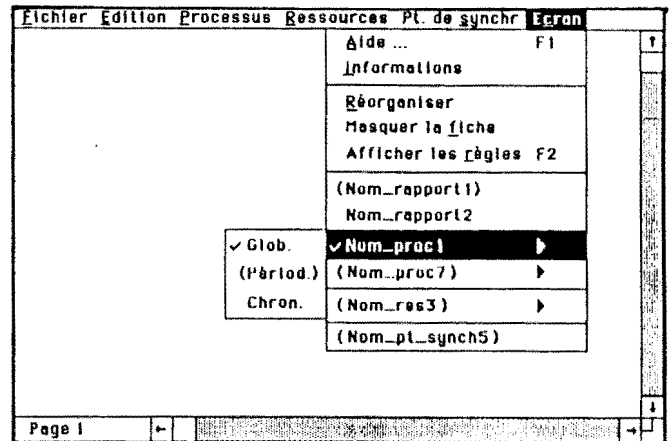 Fichier Edition Processus Ressources Pt. de synchr Ecran
Aide ... F1
Informations
Réorganiser
Masquer la fiche
Afficher les règles F2
(Nom_rapport1)
Nom_rapport2
✓ Glob. ✓ Num_proc1
(Périod.) (Nom_proc7)
Chron. (Nom_res3)
(Nom_pt_synch5)
Page 1